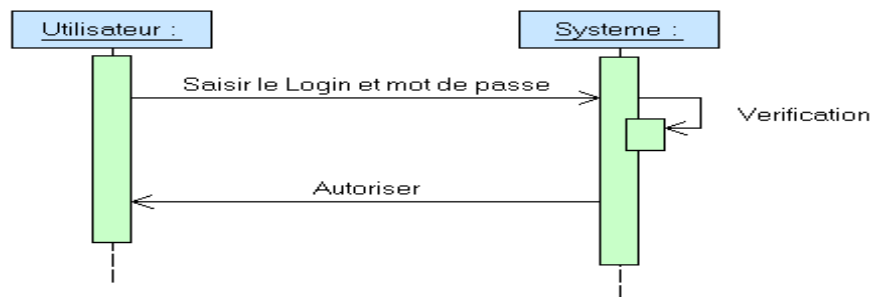 Utilisateur :
Systeme :
Saisir le Login et mot de passe
Verification
Autoriser